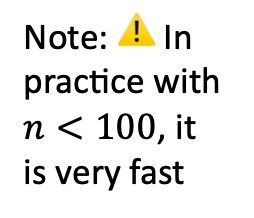 Note: ⚠️ In
practice with
𝑛 < 100, it
is very fast